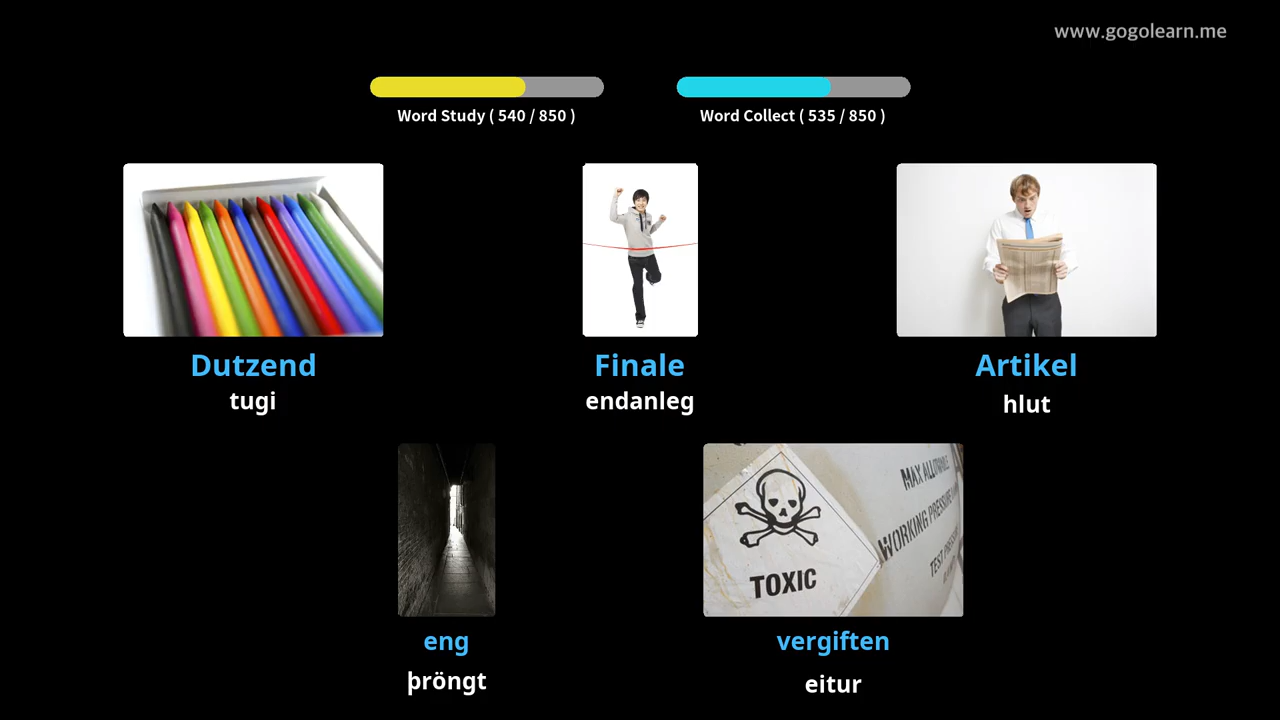 www.gogolearn.me
Word Study ( 540 / 850 )
Word Collect ( 535 / 850 )
Dutzend
tugi
Finale
endanleg
Artikel
hlut
TOXIC
MAX ALLOWABLE
WORKING PRESSURE
TEST PRESSURE
eng
þröngt
vergiften
eitur